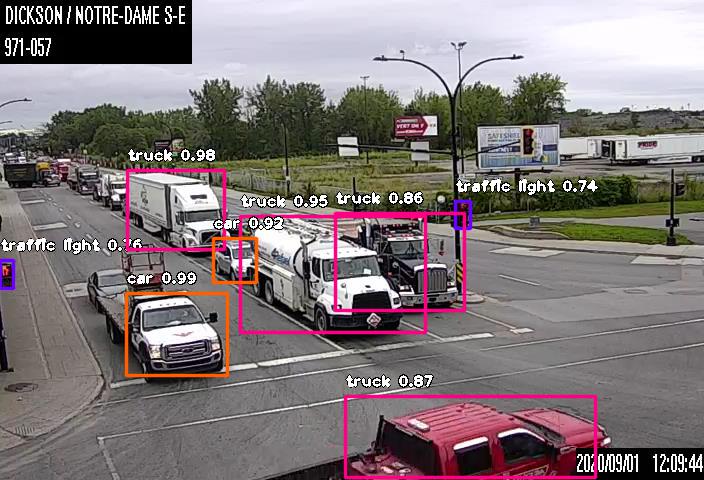 DICKSON / NOTRE-DAME S-E
971-057
truck 0.98
truck 0.95
truck 0.86
car 0.92
traffic light 0.74
traffic light 0.76
car 0.99
truck 0.87
2020/09/01 12:09:44